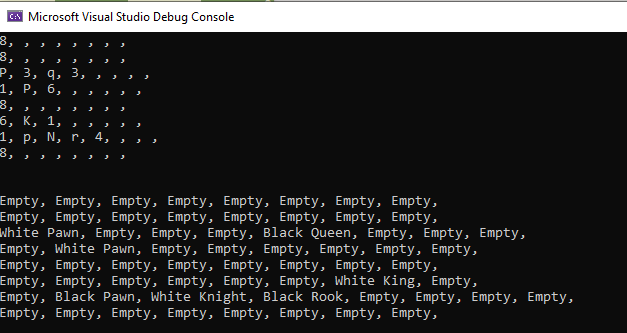 Microsoft Visual Studio Debug Console
8, , , , , , , ,
8, , , , , , , ,
P, 3, q, 3, , , , ,
1, P, 6, , , , , ,
8, , , , , , , ,
6, K, 1, , , , , ,
1, p, N, r, 4, , , ,
8, , , , , , , ,
Empty, Empty, Empty, Empty, Empty, Empty, Empty, Empty,
Empty, Empty, Empty, Empty, Empty, Empty, Empty, Empty,
White Pawn, Empty, Empty, Empty, Black Queen, Empty, Empty, Empty,
Empty, White Pawn, Empty, Empty, Empty, Empty, Empty, Empty,
Empty, Empty, Empty, Empty, Empty, Empty, Empty, Empty,
Empty, Empty, Empty, Empty, Empty, Empty, White King, Empty,
Empty, Black Pawn, White Knight, Black Rook, Empty, Empty, Empty, Empty,
Empty, Empty, Empty, Empty, Empty, Empty, Empty, Empty,